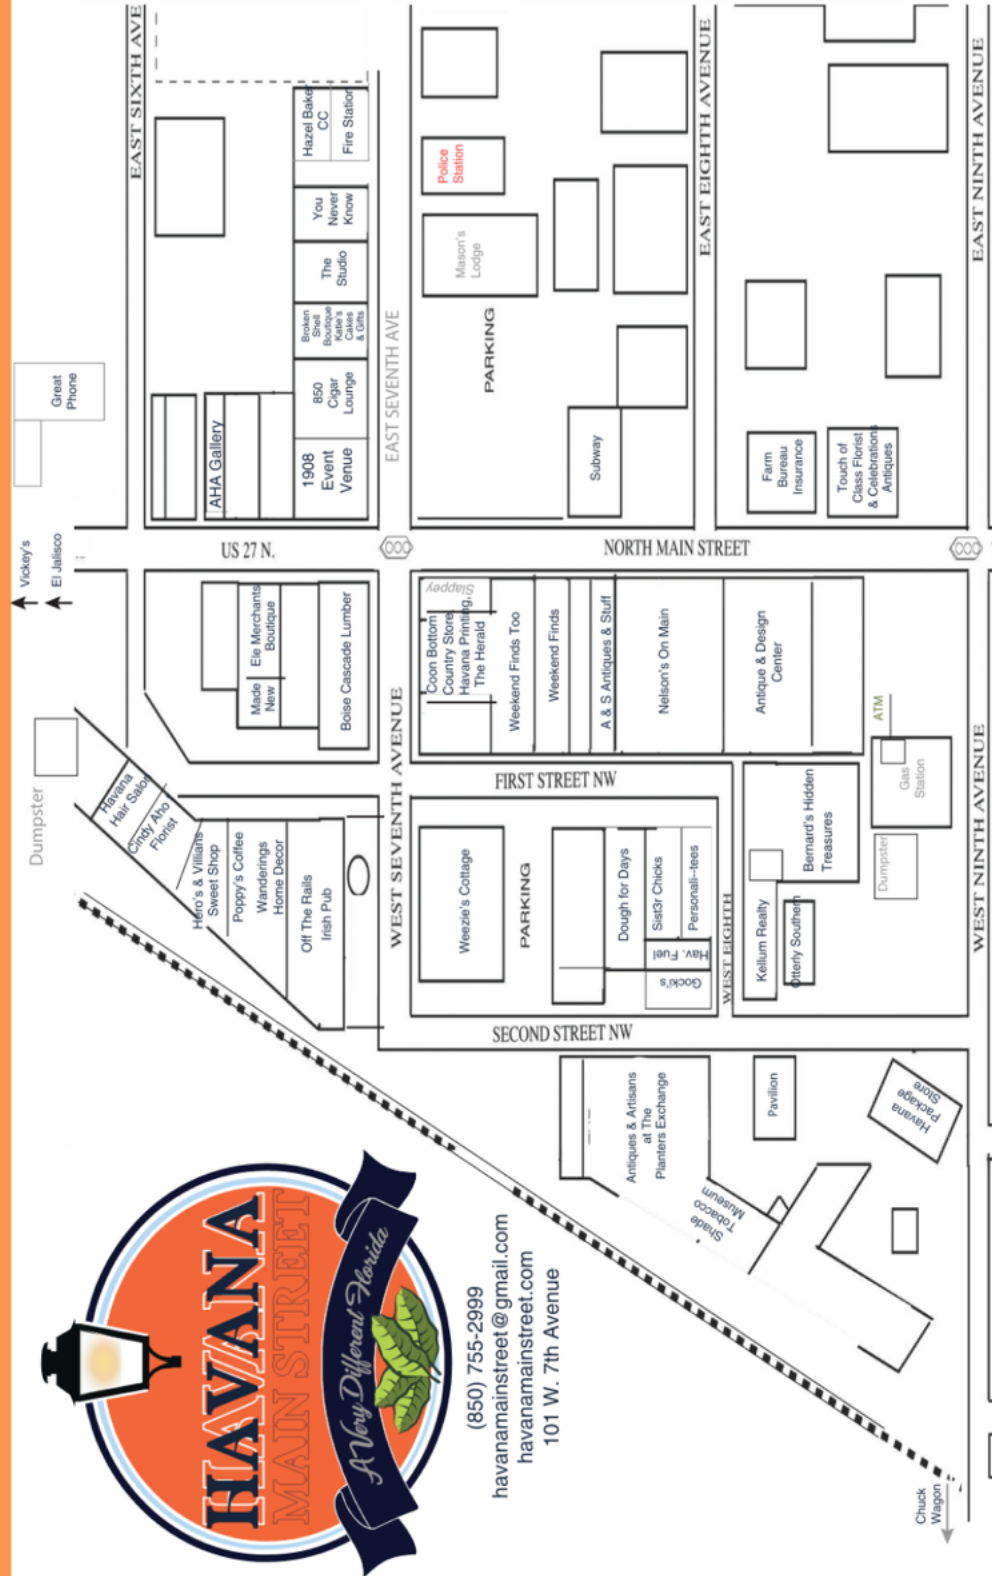 HAVANA
MAIN STREET
A Very Different Florida
(850) 755-2999
havanamainstreet@gmail.com
havanamainstreet.com
101 W. 7th Avenue
Vickey's
El Jalisco
Great
Phone
Dumpster
EAST SIXTH AVE
Havana
Hair Salon
Cindy Aho
Florist
Hero's & Villians
Sweet Shop
Poppy's Coffee
Wanderings
Home Decor
Off The Rails
Irish Pub
Made
New
Ele Merchants
Boutique
Boise Cascade Lumber
US 27 N.
AHA Gallery
1908
Event
Venue
850
Cigar
Lounge
Broken
Shell
Boutique
Katie's
Cakes
& Gifts
The
Studio
You
Never
Know
Hazel Baker
CC
Fire Station
WEST SEVENTH AVENUE
EAST SEVENTH AVE
Weezie's Cottage
PARKING
Dough for Days
Sist3r Chicks
Personali--tees
Hav. Fuel
Gocki's
FIRST STREET NW
SECOND STREET NW
Slappey
Coon Bottom
Country Store,
Havana Printing,
The Herald
Weekend Finds Too
Weekend Finds
A & S Antiques & Stuff
Nelson's On Main
Antique & Design
Center
NORTH MAIN STREET
Mason's
Lodge
Police
Station
PARKING
Subway
WEST EIGHTH
EAST EIGHTH AVENUE
Antiques & Artisans
at The
Planters Exchange
Shade
Tobacco
Museum
Pavilion
Havana
Package
Store
Kellum Realty
Otterly Southern
Bernard's Hidden
Treasures
Dumpster
ATM
Gas
Station
Farm
Bureau
Insurance
Touch of
Class Florist
& Celebrations
Antiques
WEST NINTH AVENUE
EAST NINTH AVENUE
Chuck
Wagon